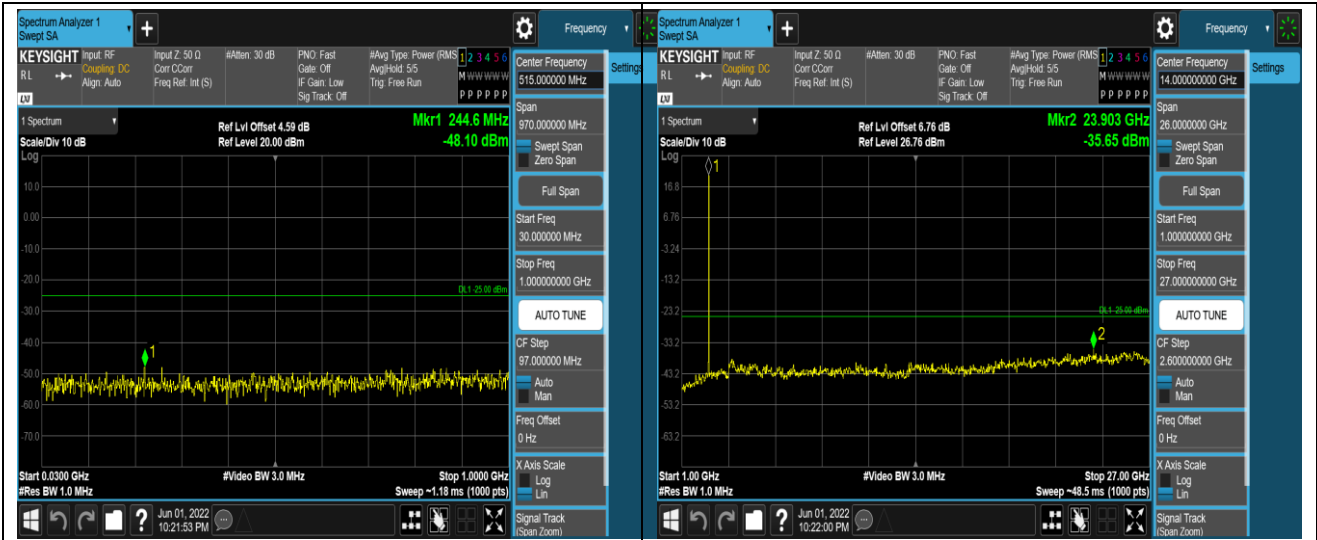 Spectrum Analyzer 1
Swept SA
+
Frequency
KEYSIGHT
RL
LXI
Input: RF
Coupling: DC
Align: Auto
Input Z: 50 Ω
Corr CCorr
Freq Ref: Int (S)
#Atten: 30 dB
PNO: Fast
Gate: Off
IF Gain: Low
Sig Track: Off
#Avg Type: Power (RMS
Avg|Hold: 5/5
Trig: Free Run
1 2 3 4 5 6
M W W W W W
P P P P P P
Center Frequency
515.000000 MHz
Settings
1 Spectrum
Scale/Div 10 dB
Ref Lvl Offset 4.59 dB
Ref Level 20.00 dBm
Mkr1 244.6 MHz
-48.10 dBm
Span
970.000000 MHz
Swept Span
Zero Span
Full Span
Start Freq
30.000000 MHz
Stop Freq
1.000000000 GHz
AUTO TUNE
CF Step
97.000000 MHz
Auto
Man
Freq Offset
0 Hz
X Axis Scale
Log
Lin
Signal Track
(Span Zoom)
Log
10.0
0.00
-10.0
-20.0
DL1 -25.00 dBm
-30.0
-40.0
1
-50.0
-60.0
-70.0
Start 0.0300 GHz
#Res BW 1.0 MHz
#Video BW 3.0 MHz
Stop 1.0000 GHz
Sweep ~1.18 ms (1000 pts)
?
Jun 01, 2022
10:21:53 PM
Spectrum Analyzer 1
Swept SA
+
Frequency
KEYSIGHT
RL
LXI
Input: RF
Coupling: DC
Align: Auto
Input Z: 50 Ω
Corr CCorr
Freq Ref: Int (S)
#Atten: 30 dB
PNO: Fast
Gate: Off
IF Gain: Low
Sig Track: Off
#Avg Type: Power (RMS
Avg|Hold: 5/5
Trig: Free Run
1 2 3 4 5 6
M W W W W W
P P P P P P
Center Frequency
14.000000000 GHz
Settings
1 Spectrum
Scale/Div 10 dB
Ref Lvl Offset 6.76 dB
Ref Level 26.76 dBm
Mkr2 23.903 GHz
-35.65 dBm
Span
26.0000000 GHz
Swept Span
Zero Span
Full Span
Start Freq
1.000000000 GHz
Stop Freq
27.000000000 GHz
AUTO TUNE
CF Step
2.600000000 GHz
Auto
Man
Freq Offset
0 Hz
X Axis Scale
Log
Lin
Signal Track
(Span Zoom)
Log
1
16.8
6.76
-3.24
-13.2
-23.2
DL1 -25.00 dBm
-33.2
2
-43.2
-53.2
-63.2
Start 1.00 GHz
#Res BW 1.0 MHz
#Video BW 3.0 MHz
Stop 27.00 GHz
Sweep ~48.5 ms (1000 pts)
?
Jun 01, 2022
10:22:00 PM